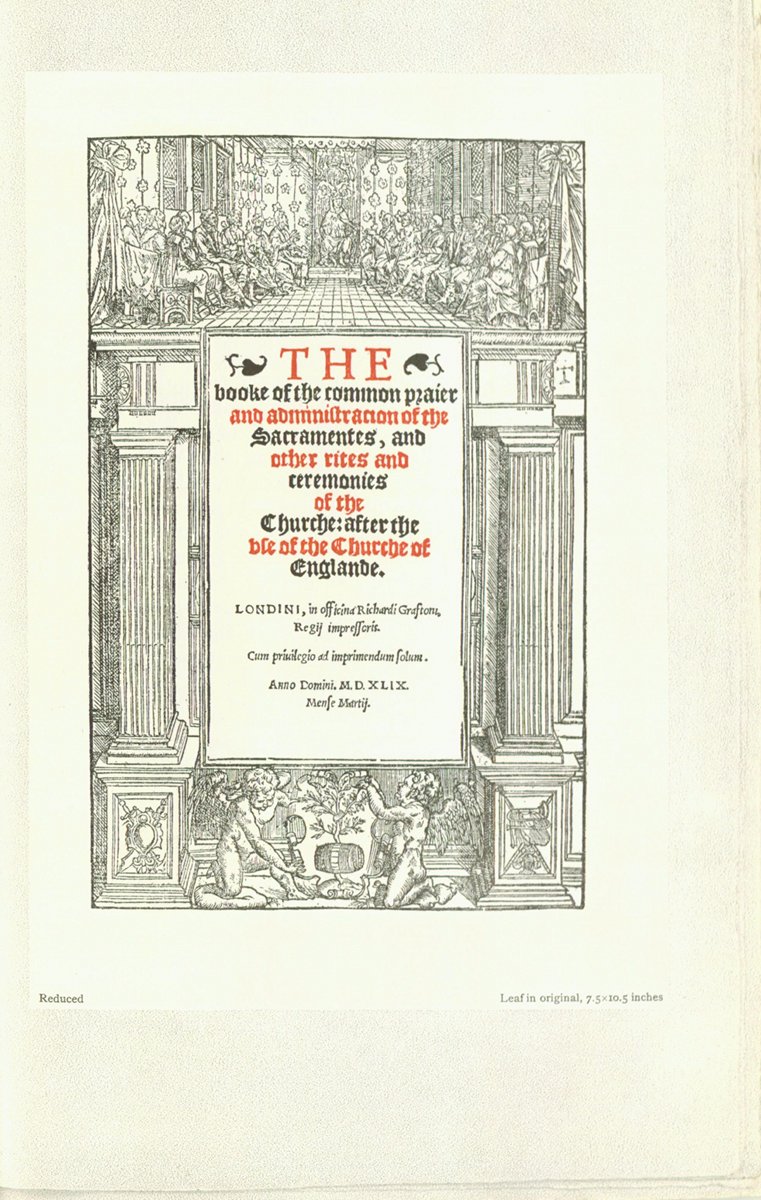 THE
booke of the common praier
and administracion of the
Sacramentes, and
other rites and
ceremonies
of the
Churche: after the
vse of the Churche of
Englande.
LONDINI, in officina Richardi Graftoni,
Regij impressoris.
Cum priuilegio ad imprimendum solum.
Anno Domini. M.D.XLIX.
Mense Martij.
Reduced
Leaf in original, 7.5×10.5 inches